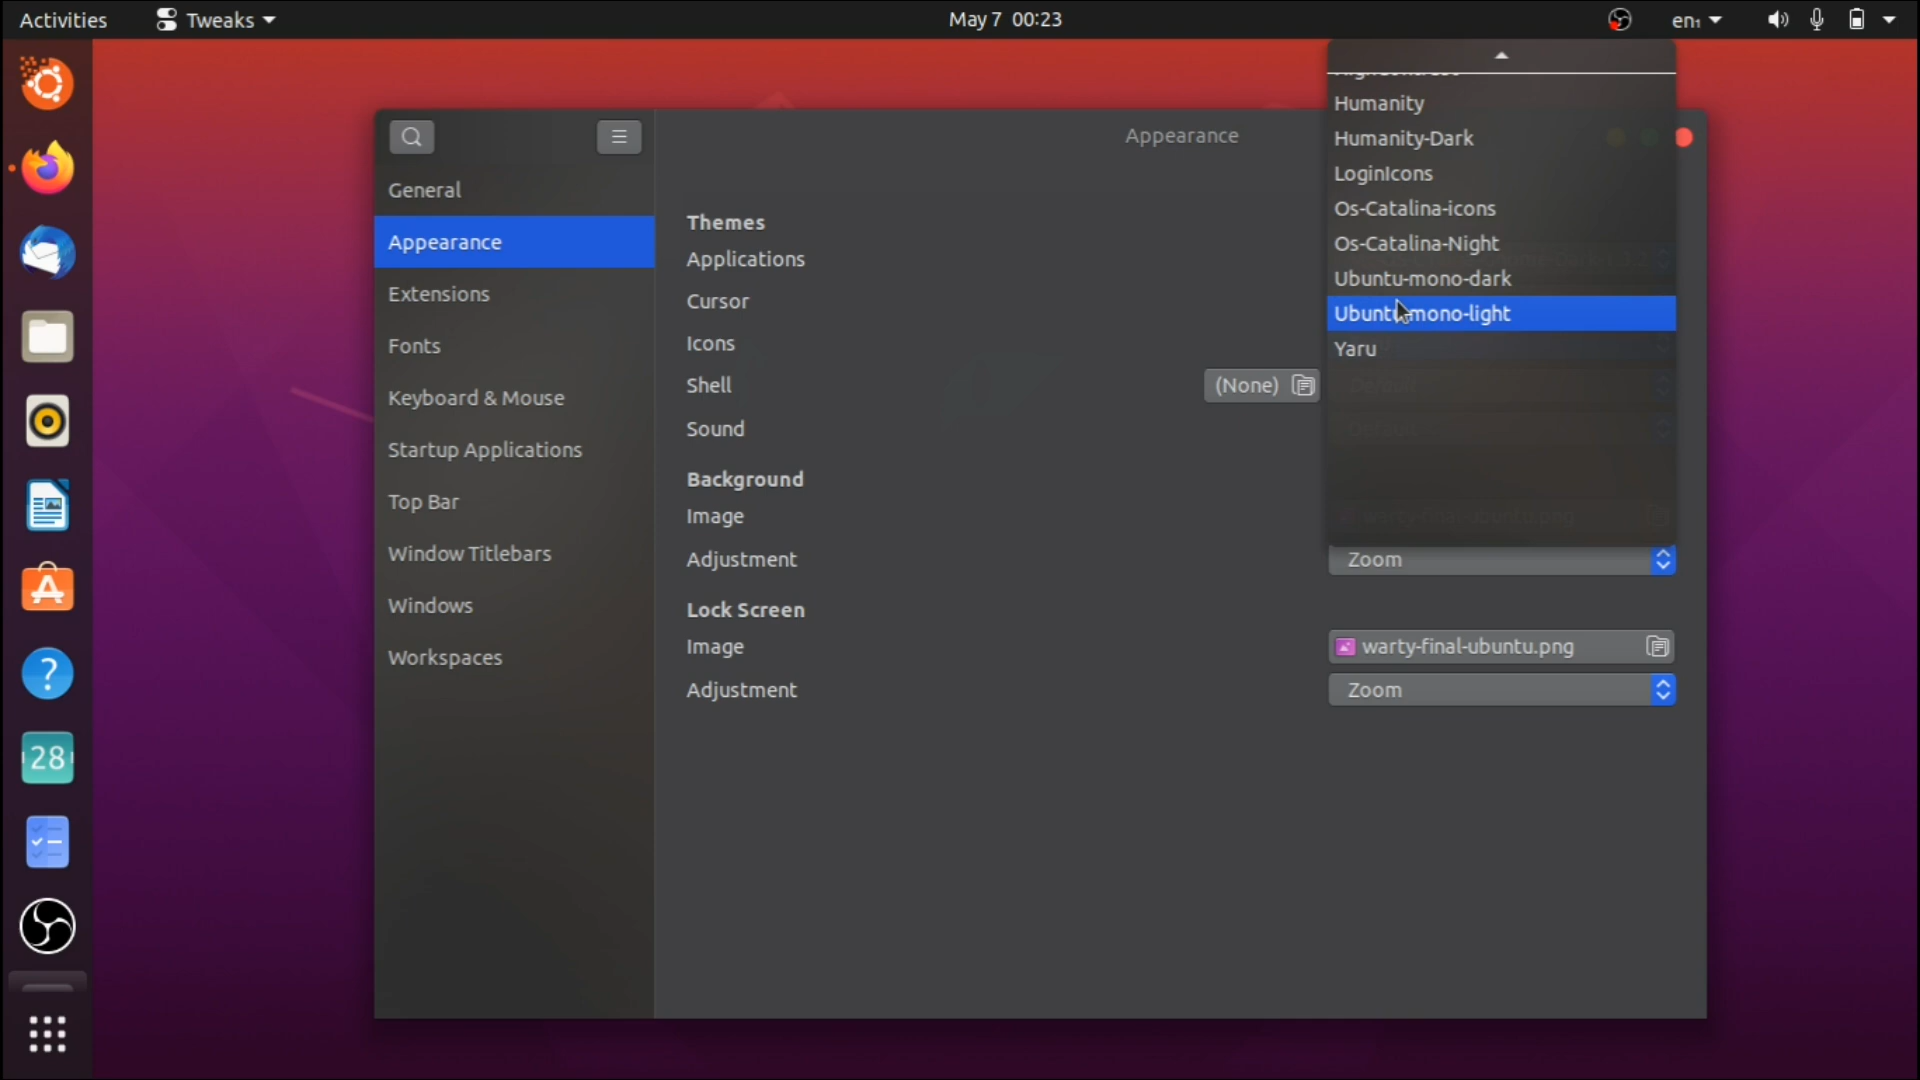 Activities
Tweaks
May 7 00:23
en₁
Appearance
General
Appearance
Extensions
Fonts
Keyboard & Mouse
Startup Applications
Top Bar
Window Titlebars
Windows
Workspaces
Themes
Applications
Cursor
Icons
Shell
(None)
Sound
Background
Image
Adjustment
Zoom
Lock Screen
Image
warty-final-ubuntu.png
Adjustment
Zoom
Humanity
Humanity-Dark
LoginIcons
Os-Catalina-icons
Os-Catalina-Night
Ubuntu-mono-dark
Ubuntu-mono-light
Yaru
28